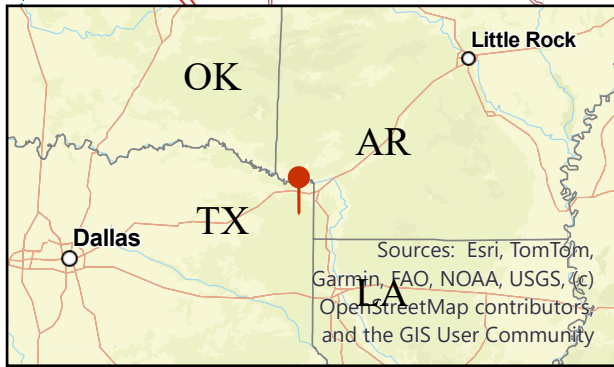 Little Rock
OK
AR
TX
Dallas
Sources: Esri, TomTom,
Garmin, FAO, NOAA, USGS, (c)
LA
OpenStreetMap contributors,
and the GIS User Community